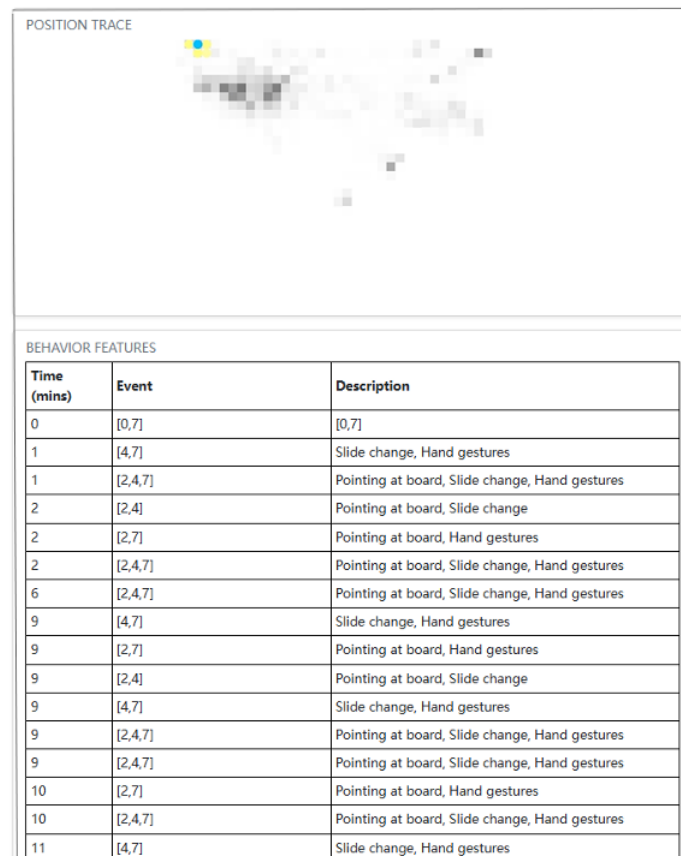 POSITION TRACE
BEHAVIOR FEATURES
Time (mins) Event Description
0 [0,7] [0,7]
1 [4,7] Slide change, Hand gestures
1 [2,4,7] Pointing at board, Slide change, Hand gestures
2 [2,4] Pointing at board, Slide change
2 [2,7] Pointing at board, Hand gestures
2 [2,4,7] Pointing at board, Slide change, Hand gestures
6 [2,4,7] Pointing at board, Slide change, Hand gestures
9 [4,7] Slide change, Hand gestures
9 [2,7] Pointing at board, Hand gestures
9 [2,4] Pointing at board, Slide change
9 [4,7] Slide change, Hand gestures
9 [2,4,7] Pointing at board, Slide change, Hand gestures
9 [2,4,7] Pointing at board, Slide change, Hand gestures
10 [2,7] Pointing at board, Hand gestures
10 [2,4,7] Pointing at board, Slide change, Hand gestures
11 [4,7] Slide change, Hand gestures